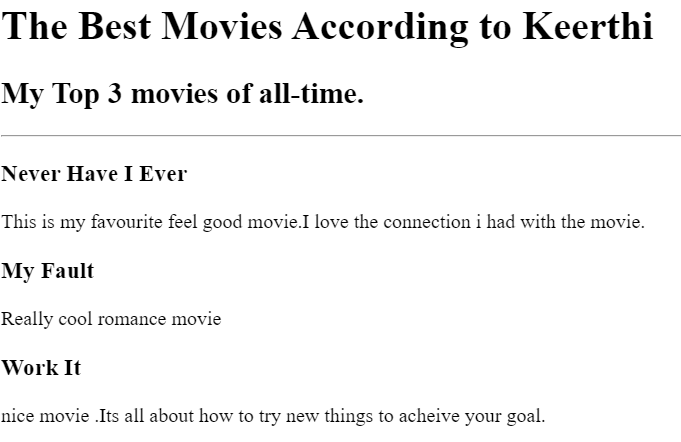 The Best Movies According to Keerthi
My Top 3 movies of all-time.
Never Have I Ever
This is my favourite feel good movie.I love the connection i had with the movie.
My Fault
Really cool romance movie
Work It
nice movie .Its all about how to try new things to acheive your goal.